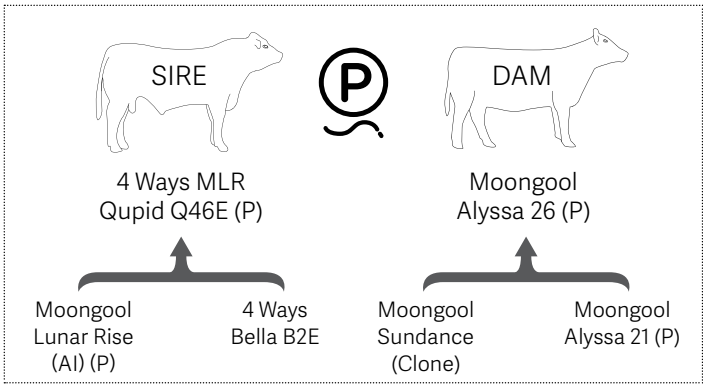 SIRE
P
DAM
4 Ways MLR
Qupid Q46E (P)
Moongool
Alyssa 26 (P)
Moongool
Lunar Rise
(AI) (P)
4 Ways
Bella B2E
Moongool
Sundance
(Clone)
Moongool
Alyssa 21 (P)